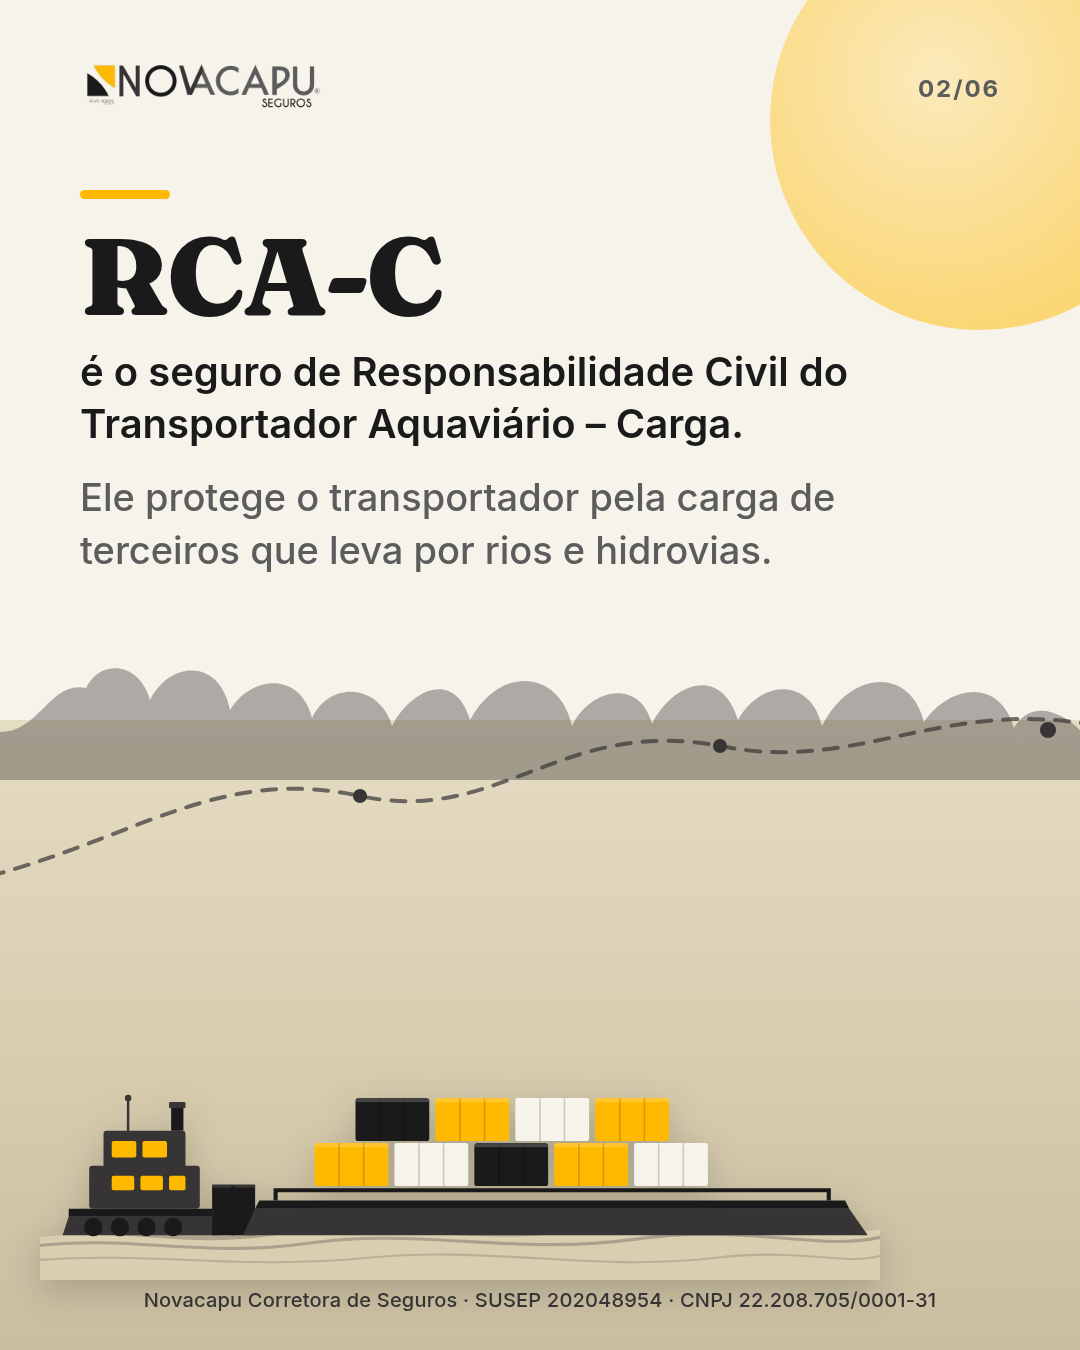 NOVACAPU
SEGUROS
02/06
RCA-C
é o seguro de Responsabilidade Civil do
Transportador Aquaviário – Carga.
Ele protege o transportador pela carga de
terceiros que leva por rios e hidrovias.
Novacapu Corretora de Seguros · SUSEP 202048954 · CNPJ 22.208.705/0001-31